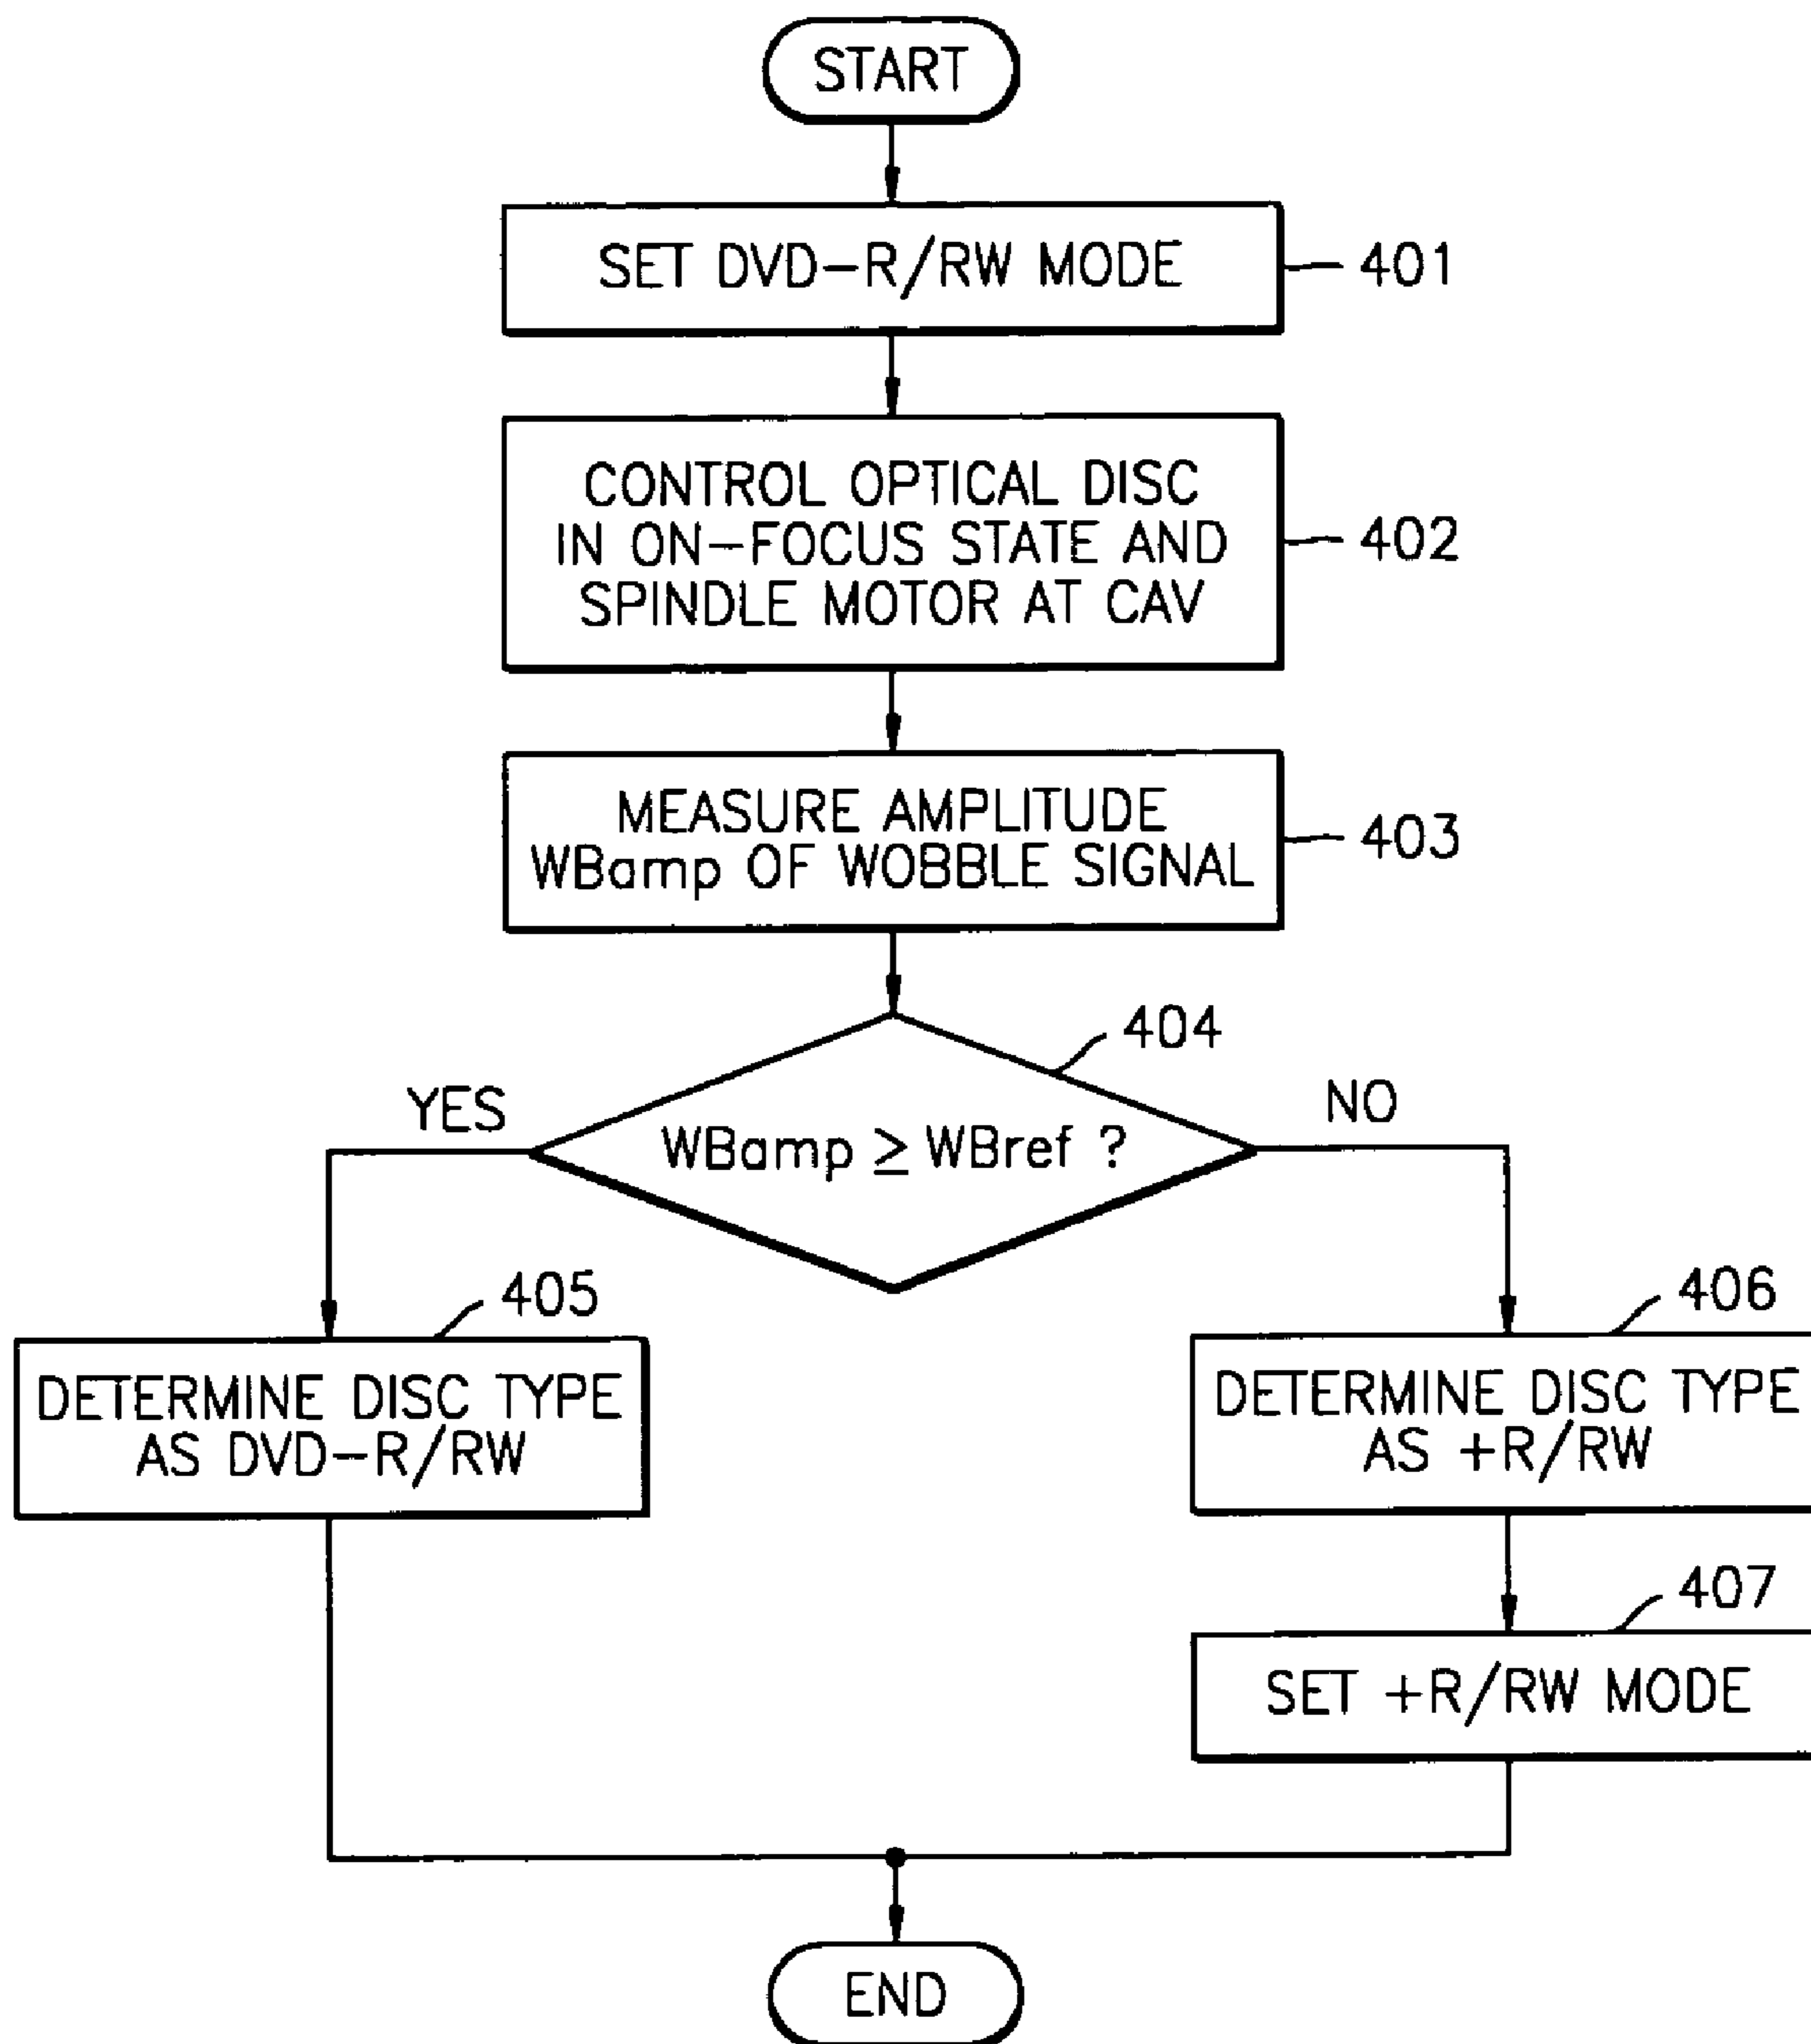 START
SET DVD-R/RW MODE
401
CONTROL OPTICAL DISC
IN ON-FOCUS STATE AND
SPINDLE MOTOR AT CAV
402
MEASURE AMPLITUDE
WBamp OF WOBBLE SIGNAL
403
404
YES
NO
WBamp ≥ WBref ?
405
DETERMINE DISC TYPE
AS DVD-R/RW
406
DETERMINE DISC TYPE
AS +R/RW
407
SET +R/RW MODE
END